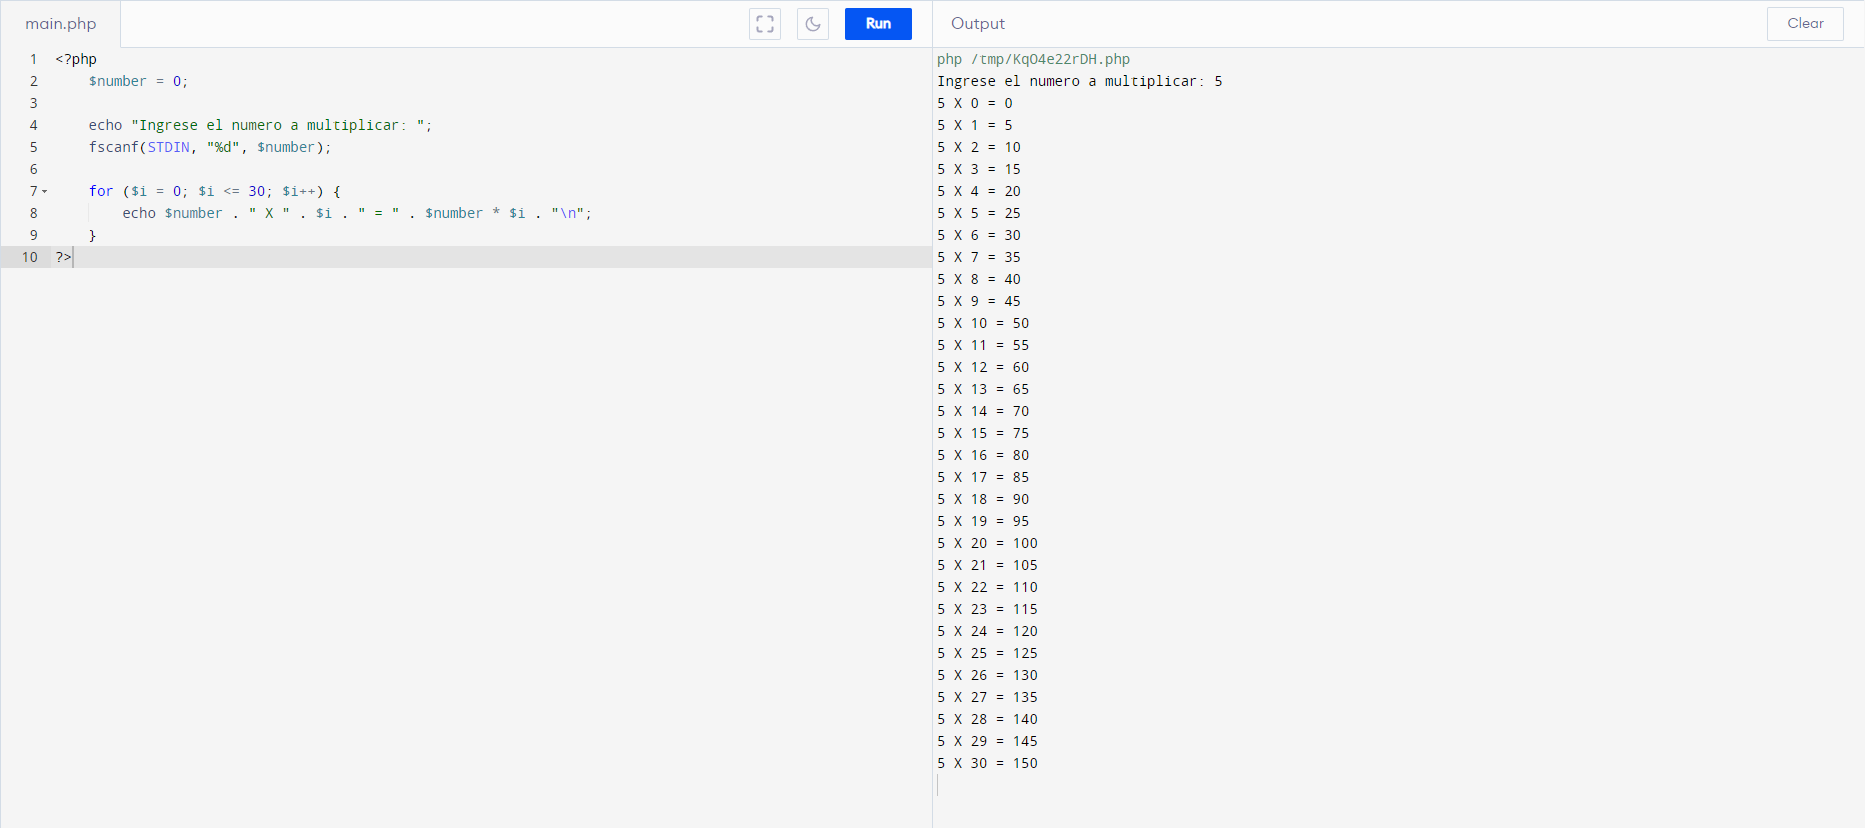 main.php
Run
1 <?php
2     $number = 0;
3
4     echo "Ingrese el numero a multiplicar: ";
5     fscanf(STDIN, "%d", $number);
6
7     for ($i = 0; $i <= 30; $i++) {
8         echo $number . " X " . $i . " = " . $number * $i . "\n";
9     }
10 ?>
Output
Clear
php /tmp/KqO4e22rDH.php
Ingrese el numero a multiplicar: 5
5 X 0 = 0
5 X 1 = 5
5 X 2 = 10
5 X 3 = 15
5 X 4 = 20
5 X 5 = 25
5 X 6 = 30
5 X 7 = 35
5 X 8 = 40
5 X 9 = 45
5 X 10 = 50
5 X 11 = 55
5 X 12 = 60
5 X 13 = 65
5 X 14 = 70
5 X 15 = 75
5 X 16 = 80
5 X 17 = 85
5 X 18 = 90
5 X 19 = 95
5 X 20 = 100
5 X 21 = 105
5 X 22 = 110
5 X 23 = 115
5 X 24 = 120
5 X 25 = 125
5 X 26 = 130
5 X 27 = 135
5 X 28 = 140
5 X 29 = 145
5 X 30 = 150